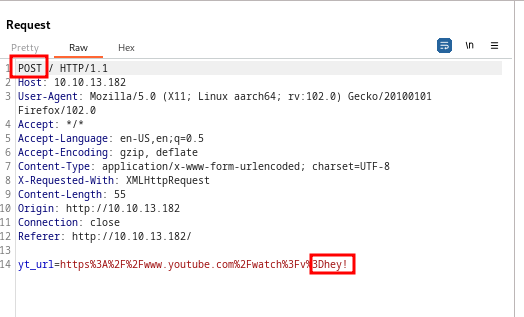 Request
Pretty Raw Hex \n
1 POST / HTTP/1.1
2 Host: 10.10.13.182
3 User-Agent: Mozilla/5.0 (X11; Linux aarch64; rv:102.0) Gecko/20100101
Firefox/102.0
4 Accept: */*
5 Accept-Language: en-US,en;q=0.5
6 Accept-Encoding: gzip, deflate
7 Content-Type: application/x-www-form-urlencoded; charset=UTF-8
8 X-Requested-With: XMLHttpRequest
9 Content-Length: 55
10 Origin: http://10.10.13.182
11 Connection: close
12 Referer: http://10.10.13.182/
13
14 yt_url=https%3A%2F%2Fwww.youtube.com%2Fwatch%3Fv%3Dhey!